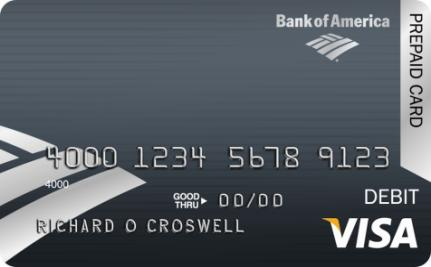 Bank of America
PREPAID CARD
4000 1234 5678 9123
4000
GOOD THRU 00/00
DEBIT
RICHARD O CROSWELL
VISA